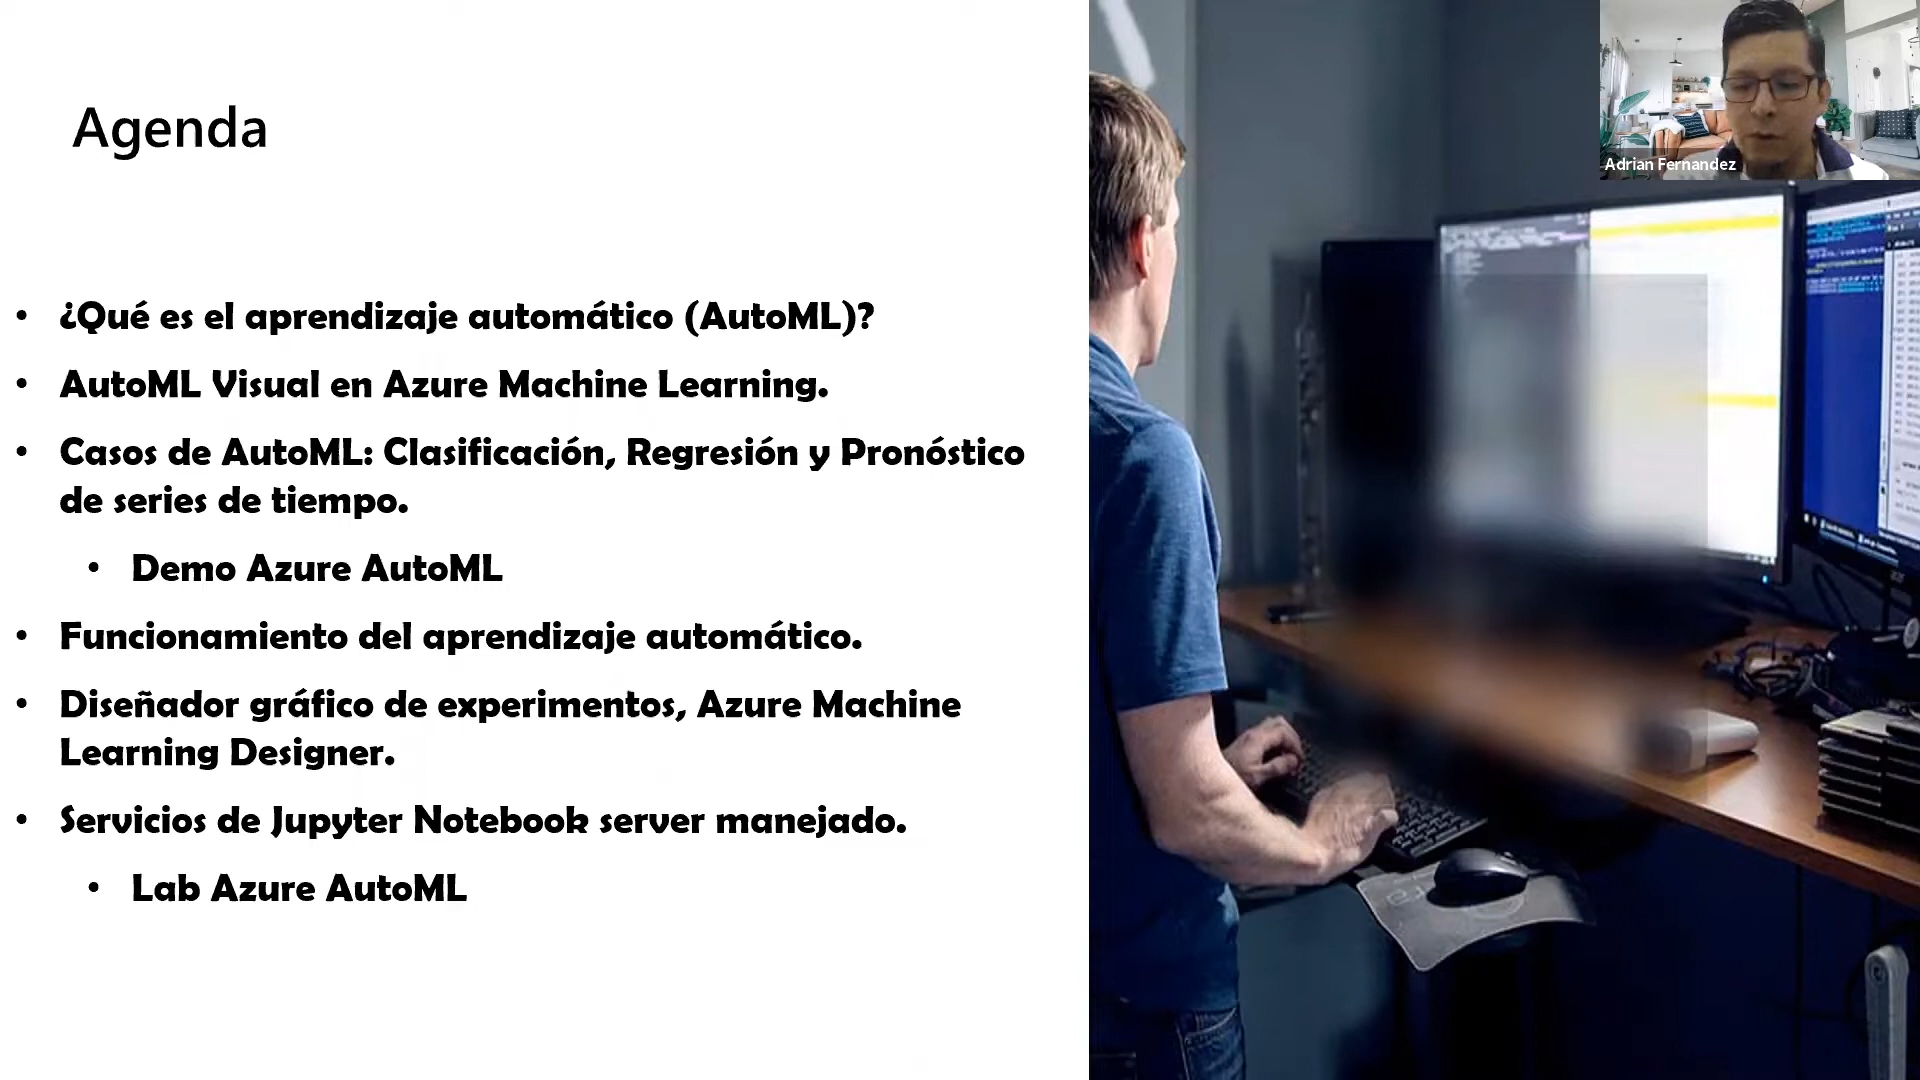 Agenda
Adrian Fernandez
• ¿Qué es el aprendizaje automático (AutoML)?
• AutoML Visual en Azure Machine Learning.
• Casos de AutoML: Clasificación, Regresión y Pronóstico
de series de tiempo.
• Demo Azure AutoML
• Funcionamiento del aprendizaje automático.
• Diseñador gráfico de experimentos, Azure Machine
Learning Designer.
• Servicios de Jupyter Notebook server manejado.
• Lab Azure AutoML